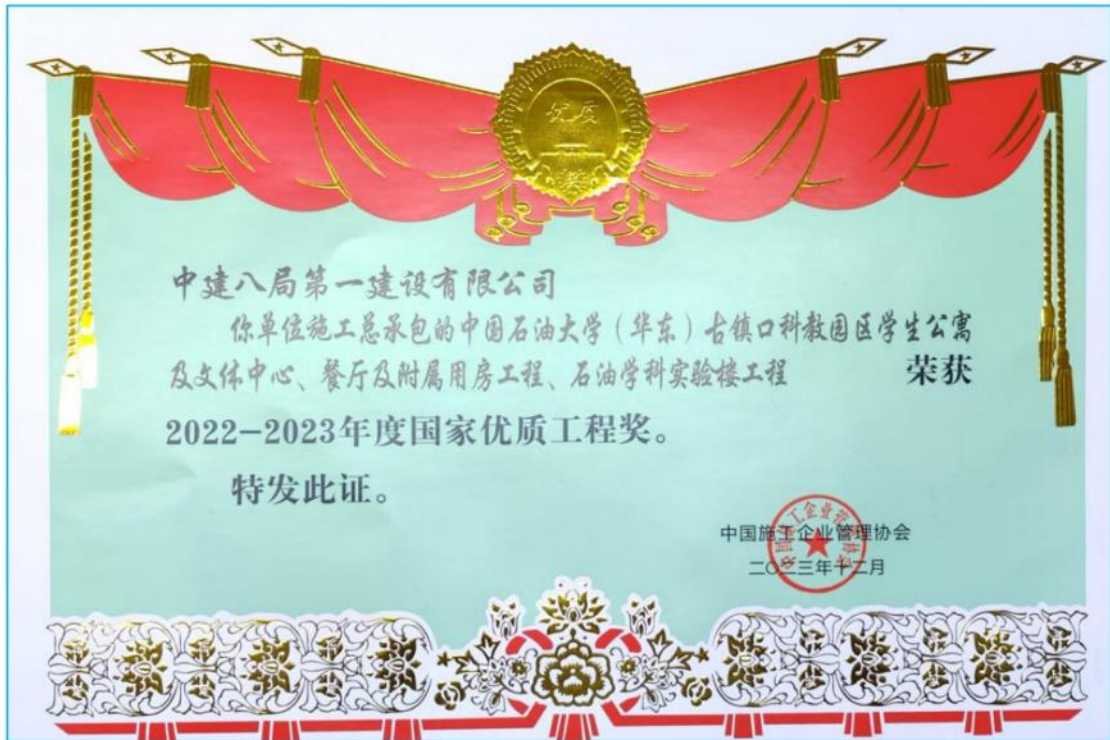 优质
奖
中建八局第一建设有限公司
你单位施工总承包的中国石油大学（华东）古镇口科教园区学生公寓
及文体中心、餐厅及附属用房工程、石油学科实验楼工程 荣获
2022-2023年度国家优质工程奖。
特发此证。
中国施工企业管理协会
二〇二三年十二月